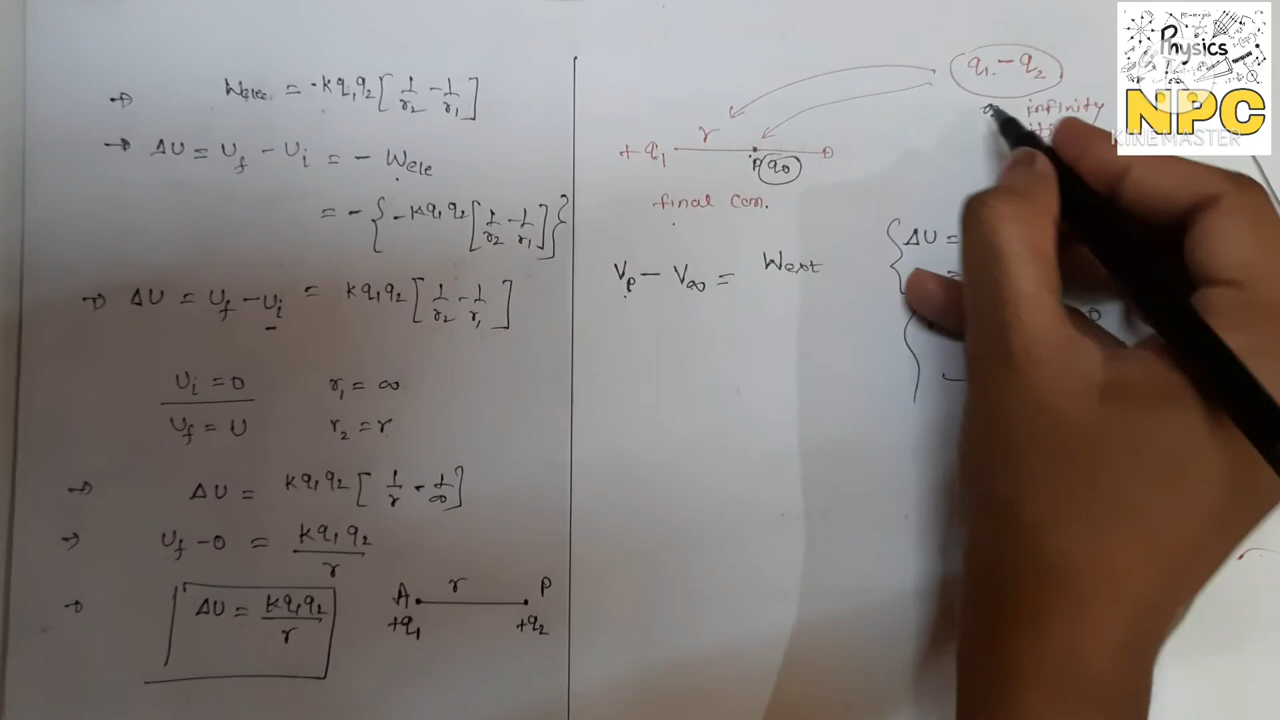 → Wele = -kq₁q₂[1/r₂ - 1/r₁]
→ ΔU = Uf - Ui = - Wele
= -{-kq₁q₂[1/r₂ - 1/r₁]}
→ ΔU = Uf - Ui = kq₁q₂[1/r₂ - 1/r₁]
Ui = 0 r₁ = ∞
Uf = U r₂ = r
→ ΔU = kq₁q₂[1/r - 1/∞]
→ Uf - 0 = kq₁q₂/r
→ ΔU = kq₁q₂/r
A r P
+q₁ +q₂
q₁ - q₂
∞ infinity
r
+q₁ P q₀
final con.
Vp - V∞ = Wext
ΔU =
=
0
Physics
NPC
KINEMASTER